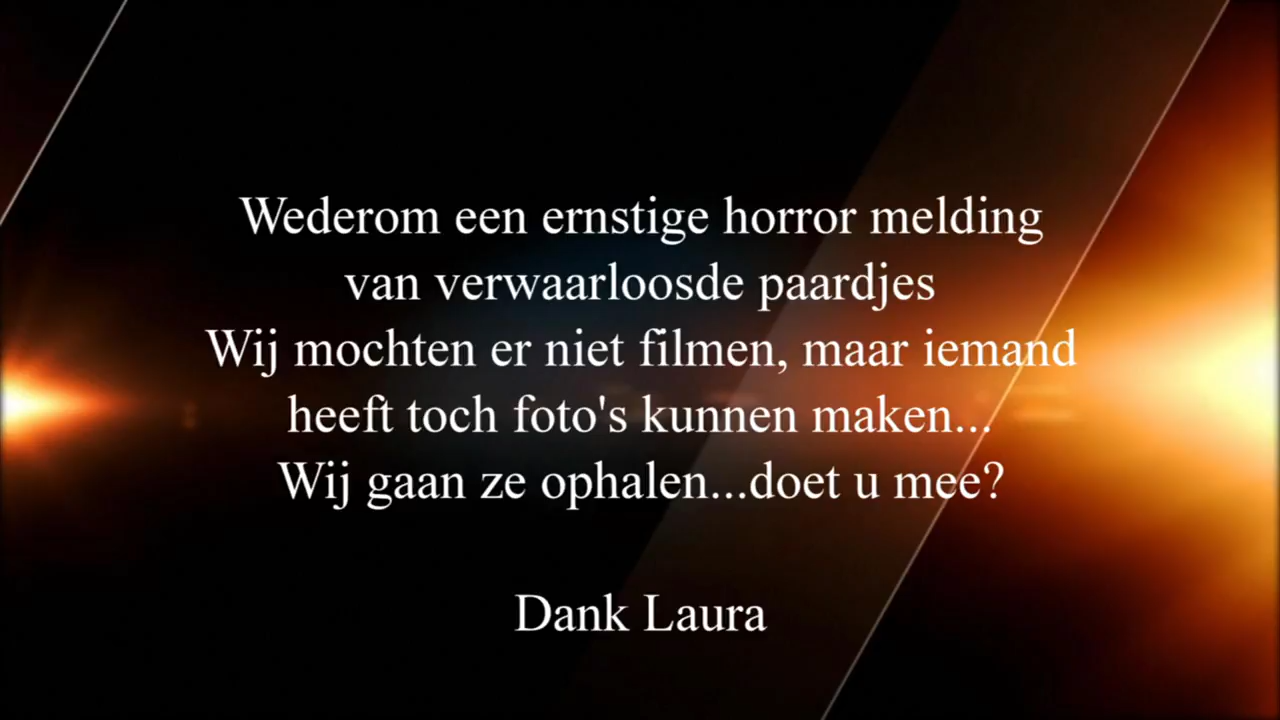 Wederom een ernstige horror melding
van verwaarloosde paardjes
Wij mochten er niet filmen, maar iemand
heeft toch foto's kunnen maken...
Wij gaan ze ophalen...doet u mee?
Dank Laura